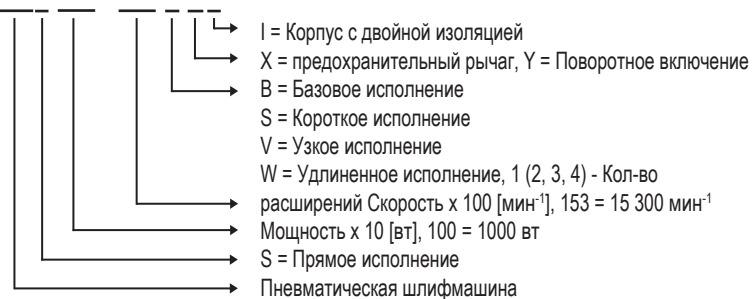 I = Корпус с двойной изоляцией
X = предохранительный рычаг, Y = Поворотное включение
B = Базовое исполнение
S = Короткое исполнение
V = Узкое исполнение
W = Удлиненное исполнение, 1 (2, 3, 4) - Кол-во
расширений Скорость x 100 [мин-1], 153 = 15 300 мин-1
Мощность x 10 [вт], 100 = 1000 вт
S = Прямое исполнение
Пневматическая шлифмашина